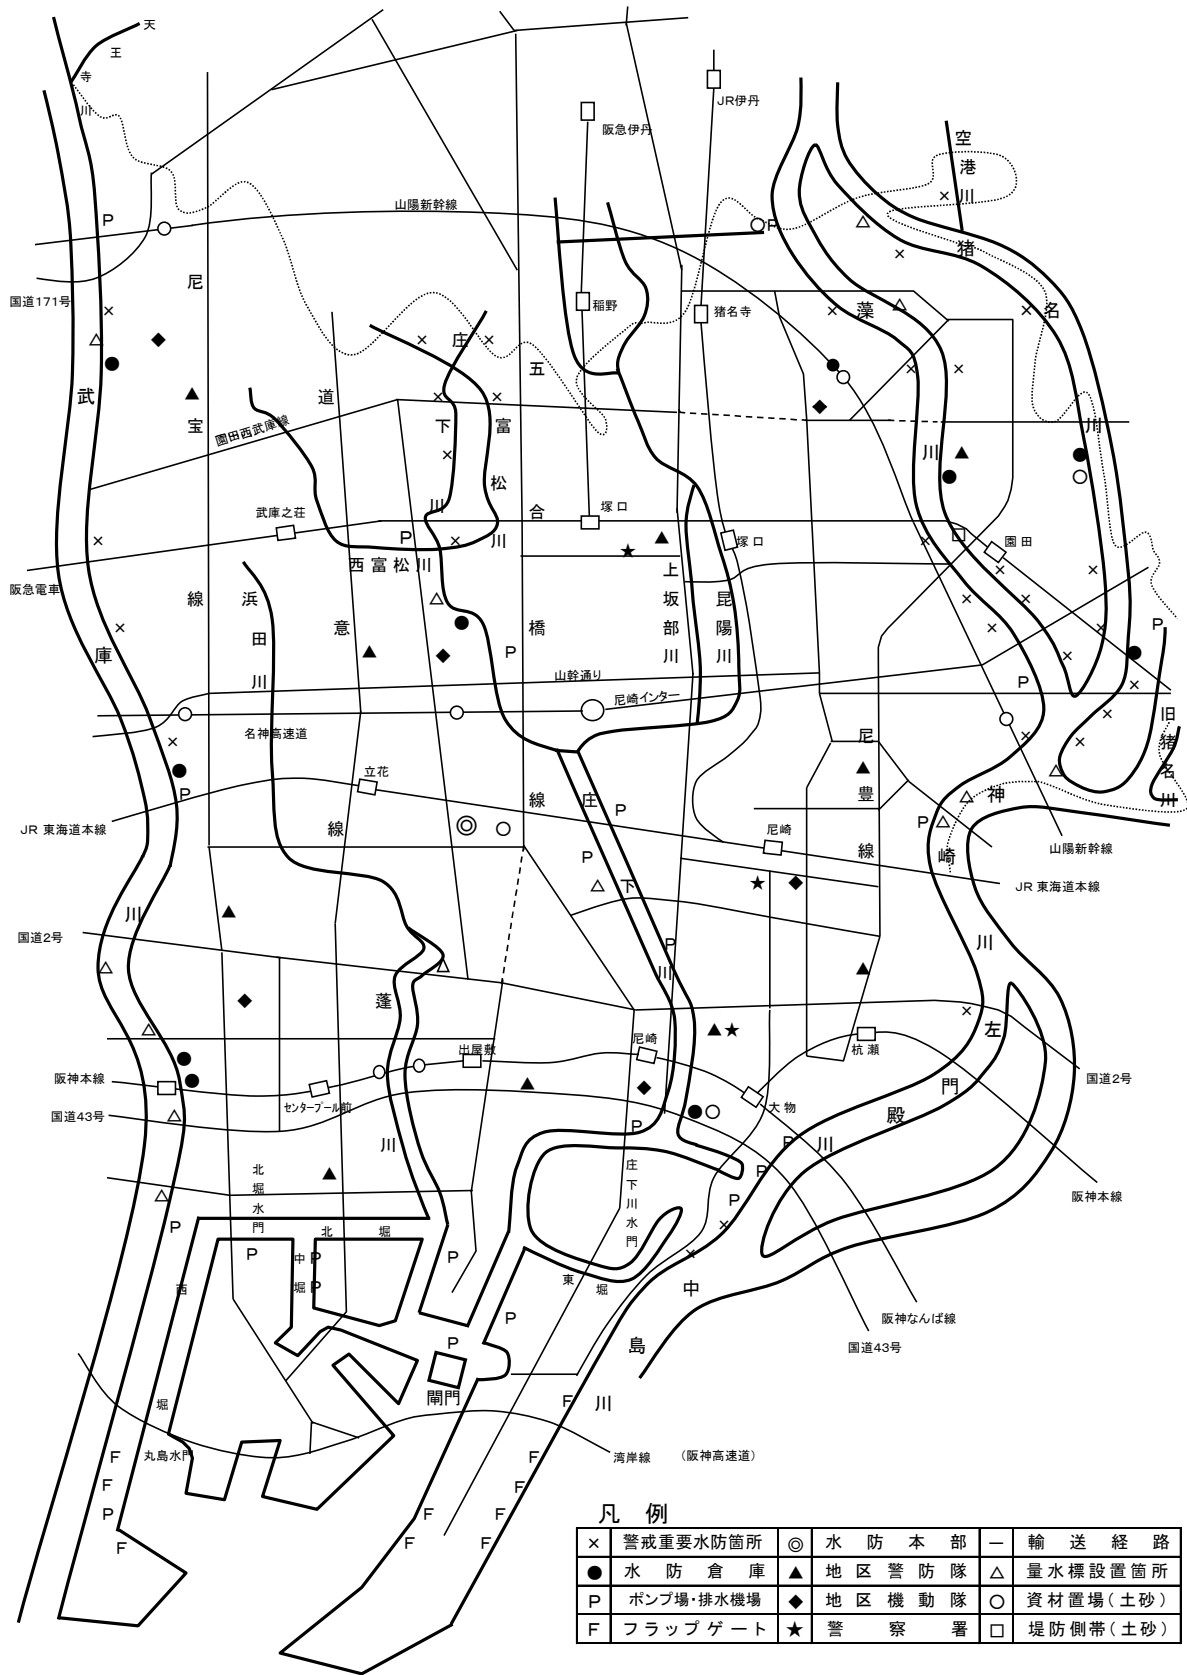 天王寺川
空港川
JR伊丹
阪急伊丹
山陽新幹線
P
P
尼宝線
国道171号
稲野
猪名寺
藻川
猪名川
武庫川
道意線
庄下川
五合橋線
富松川
園田西武庫線
武庫之荘
塚口
塚口
園田
P
西富松川
阪急電車
浜田川
上坂部川
昆陽川
P
P
山幹通り
尼崎インター
P
名神高速道
旧猪名川
尼豊線
立花
P
JR 東海道本線
庄下川
P
P
尼崎
神崎川
P
山陽新幹線
JR 東海道本線
国道2号
P
蓬川
左門殿川
出屋敷
尼崎
杭瀬
阪神本線
国道43号
センタープール前
大物
国道2号
P
P
P
P
阪神本線
北堀水門
庄下川水門
P
北堀
P
中堀
P
P
P
西堀
東堀
中島川
P
P
阪神なんば線
国道43号
閘門
F
丸島水門
F
F
P
F
湾岸線
(阪神高速道)
F
F
F
F
F
F
凡 例
× 警戒重要水防箇所 ◎ 水防本部 — 輸送経路
● 水防倉庫 ▲ 地区警防隊 △ 量水標設置箇所
P ポンプ場・排水機場 ◆ 地区機動隊 ○ 資材置場(土砂)
F フラップゲート ★ 警察署 □ 堤防側帯(土砂)